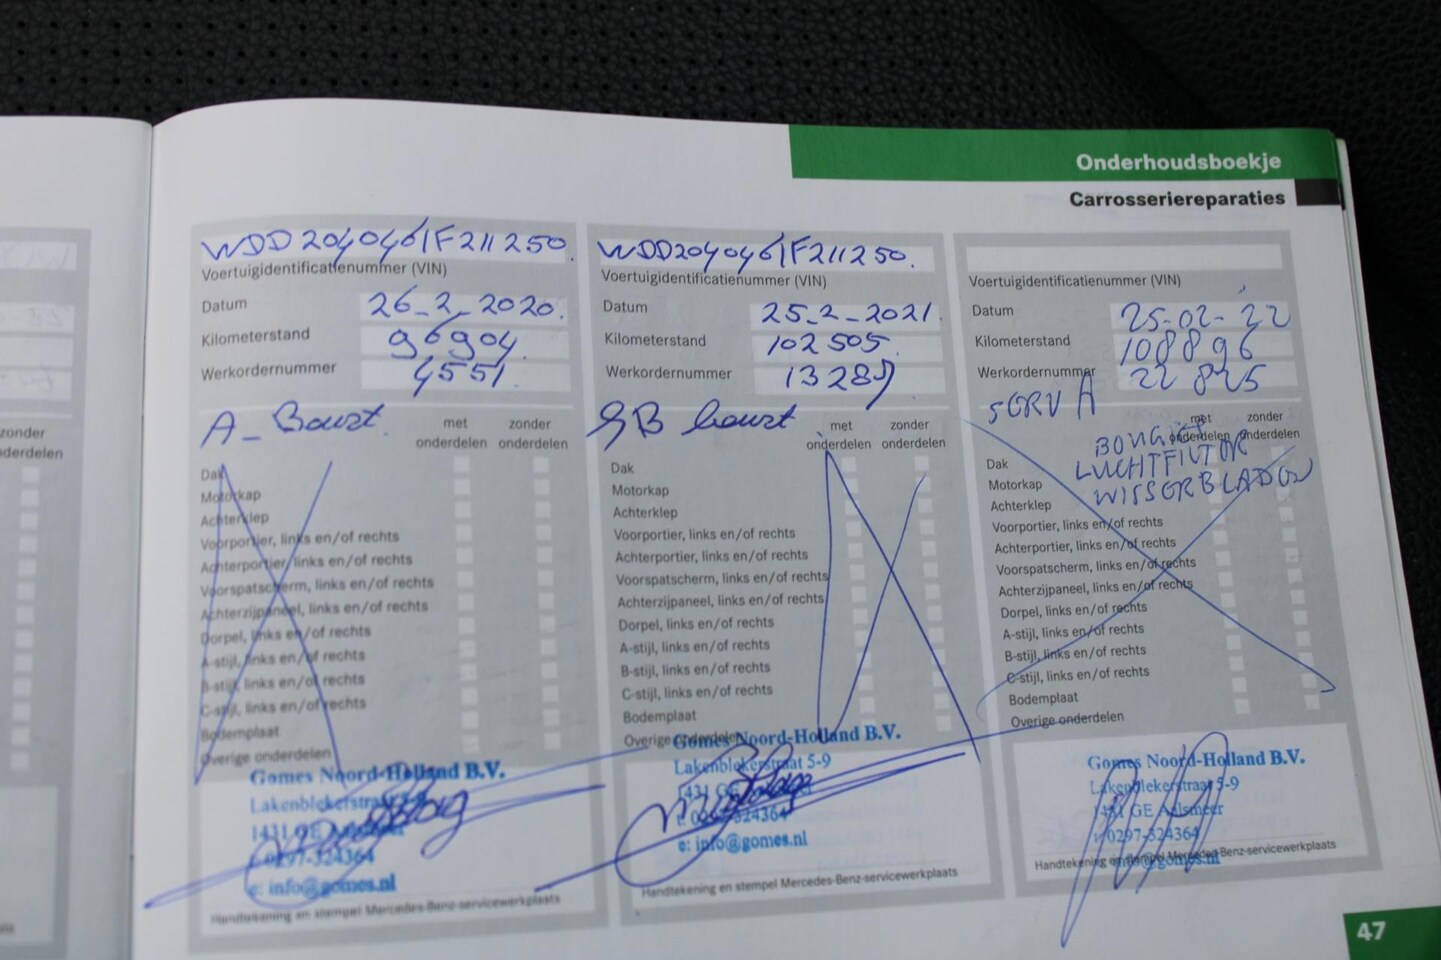 Onderhoudsboekje
Carrosseriereparaties
WDD2040461F211250.
Voertuigidentificatienummer (VIN)
Datum 26-2-2020.
Kilometerstand 96904.
Werkordernummer 4551.
A-Beurt.
met onderdelen
zonder onderdelen
Dak
Motorkap
Achterklep
Voorportier, links en/of rechts
Achterportier, links en/of rechts
Voorspatscherm, links en/of rechts
Achterzijpaneel, links en/of rechts
Dorpel, links en/of rechts
A-stijl, links en/of rechts
B-stijl, links en/of rechts
C-stijl, links en/of rechts
Bodemplaat
Overige onderdelen
Gomes Noord-Holland B.V.
Lakenblekerstraat 5-9
1431 GE Aalsmeer
t: 0297-324364
e: info@gomes.nl
Handtekening en stempel Mercedes-Benz-servicewerkplaats
WDD2040461F211250.
Voertuigidentificatienummer (VIN)
Datum 25-2-2021.
Kilometerstand 102505.
Werkordernummer
B beurt
met onderdelen
zonder onderdelen
Dak
Motorkap
Achterklep
Voorportier, links en/of rechts
Achterportier, links en/of rechts
Voorspatscherm, links en/of rechts
Achterzijpaneel, links en/of rechts
Dorpel, links en/of rechts
A-stijl, links en/of rechts
B-stijl, links en/of rechts
C-stijl, links en/of rechts
Bodemplaat
Overige onderdelen
Gomes Noord-Holland B.V.
Lakenblekerstraat 5-9
1431 GE
t: 0297-324364
e: info@gomes.nl
Handtekening en stempel Mercedes-Benz-servicewerkplaats
Voertuigidentificatienummer (VIN)
Datum 25-02-22
Kilometerstand 108896
Werkordernummer 22825
SERV A
met onderdelen
zonder onderdelen
BOUGIES
LUCHTFILTER
WISSERBLADEN
Dak
Motorkap
Achterklep
Voorportier, links en/of rechts
Achterportier, links en/of rechts
Voorspatscherm, links en/of rechts
Achterzijpaneel, links en/of rechts
Dorpel, links en/of rechts
A-stijl, links en/of rechts
B-stijl, links en/of rechts
C-stijl, links en/of rechts
Bodemplaat
Overige onderdelen
Gomes Noord-Holland B.V.
Lakenblekerstraat 5-9
1431 GE Aalsmeer
t: 0297-324364
Handtekening en stempel Mercedes-Benz-servicewerkplaats
47
zonder